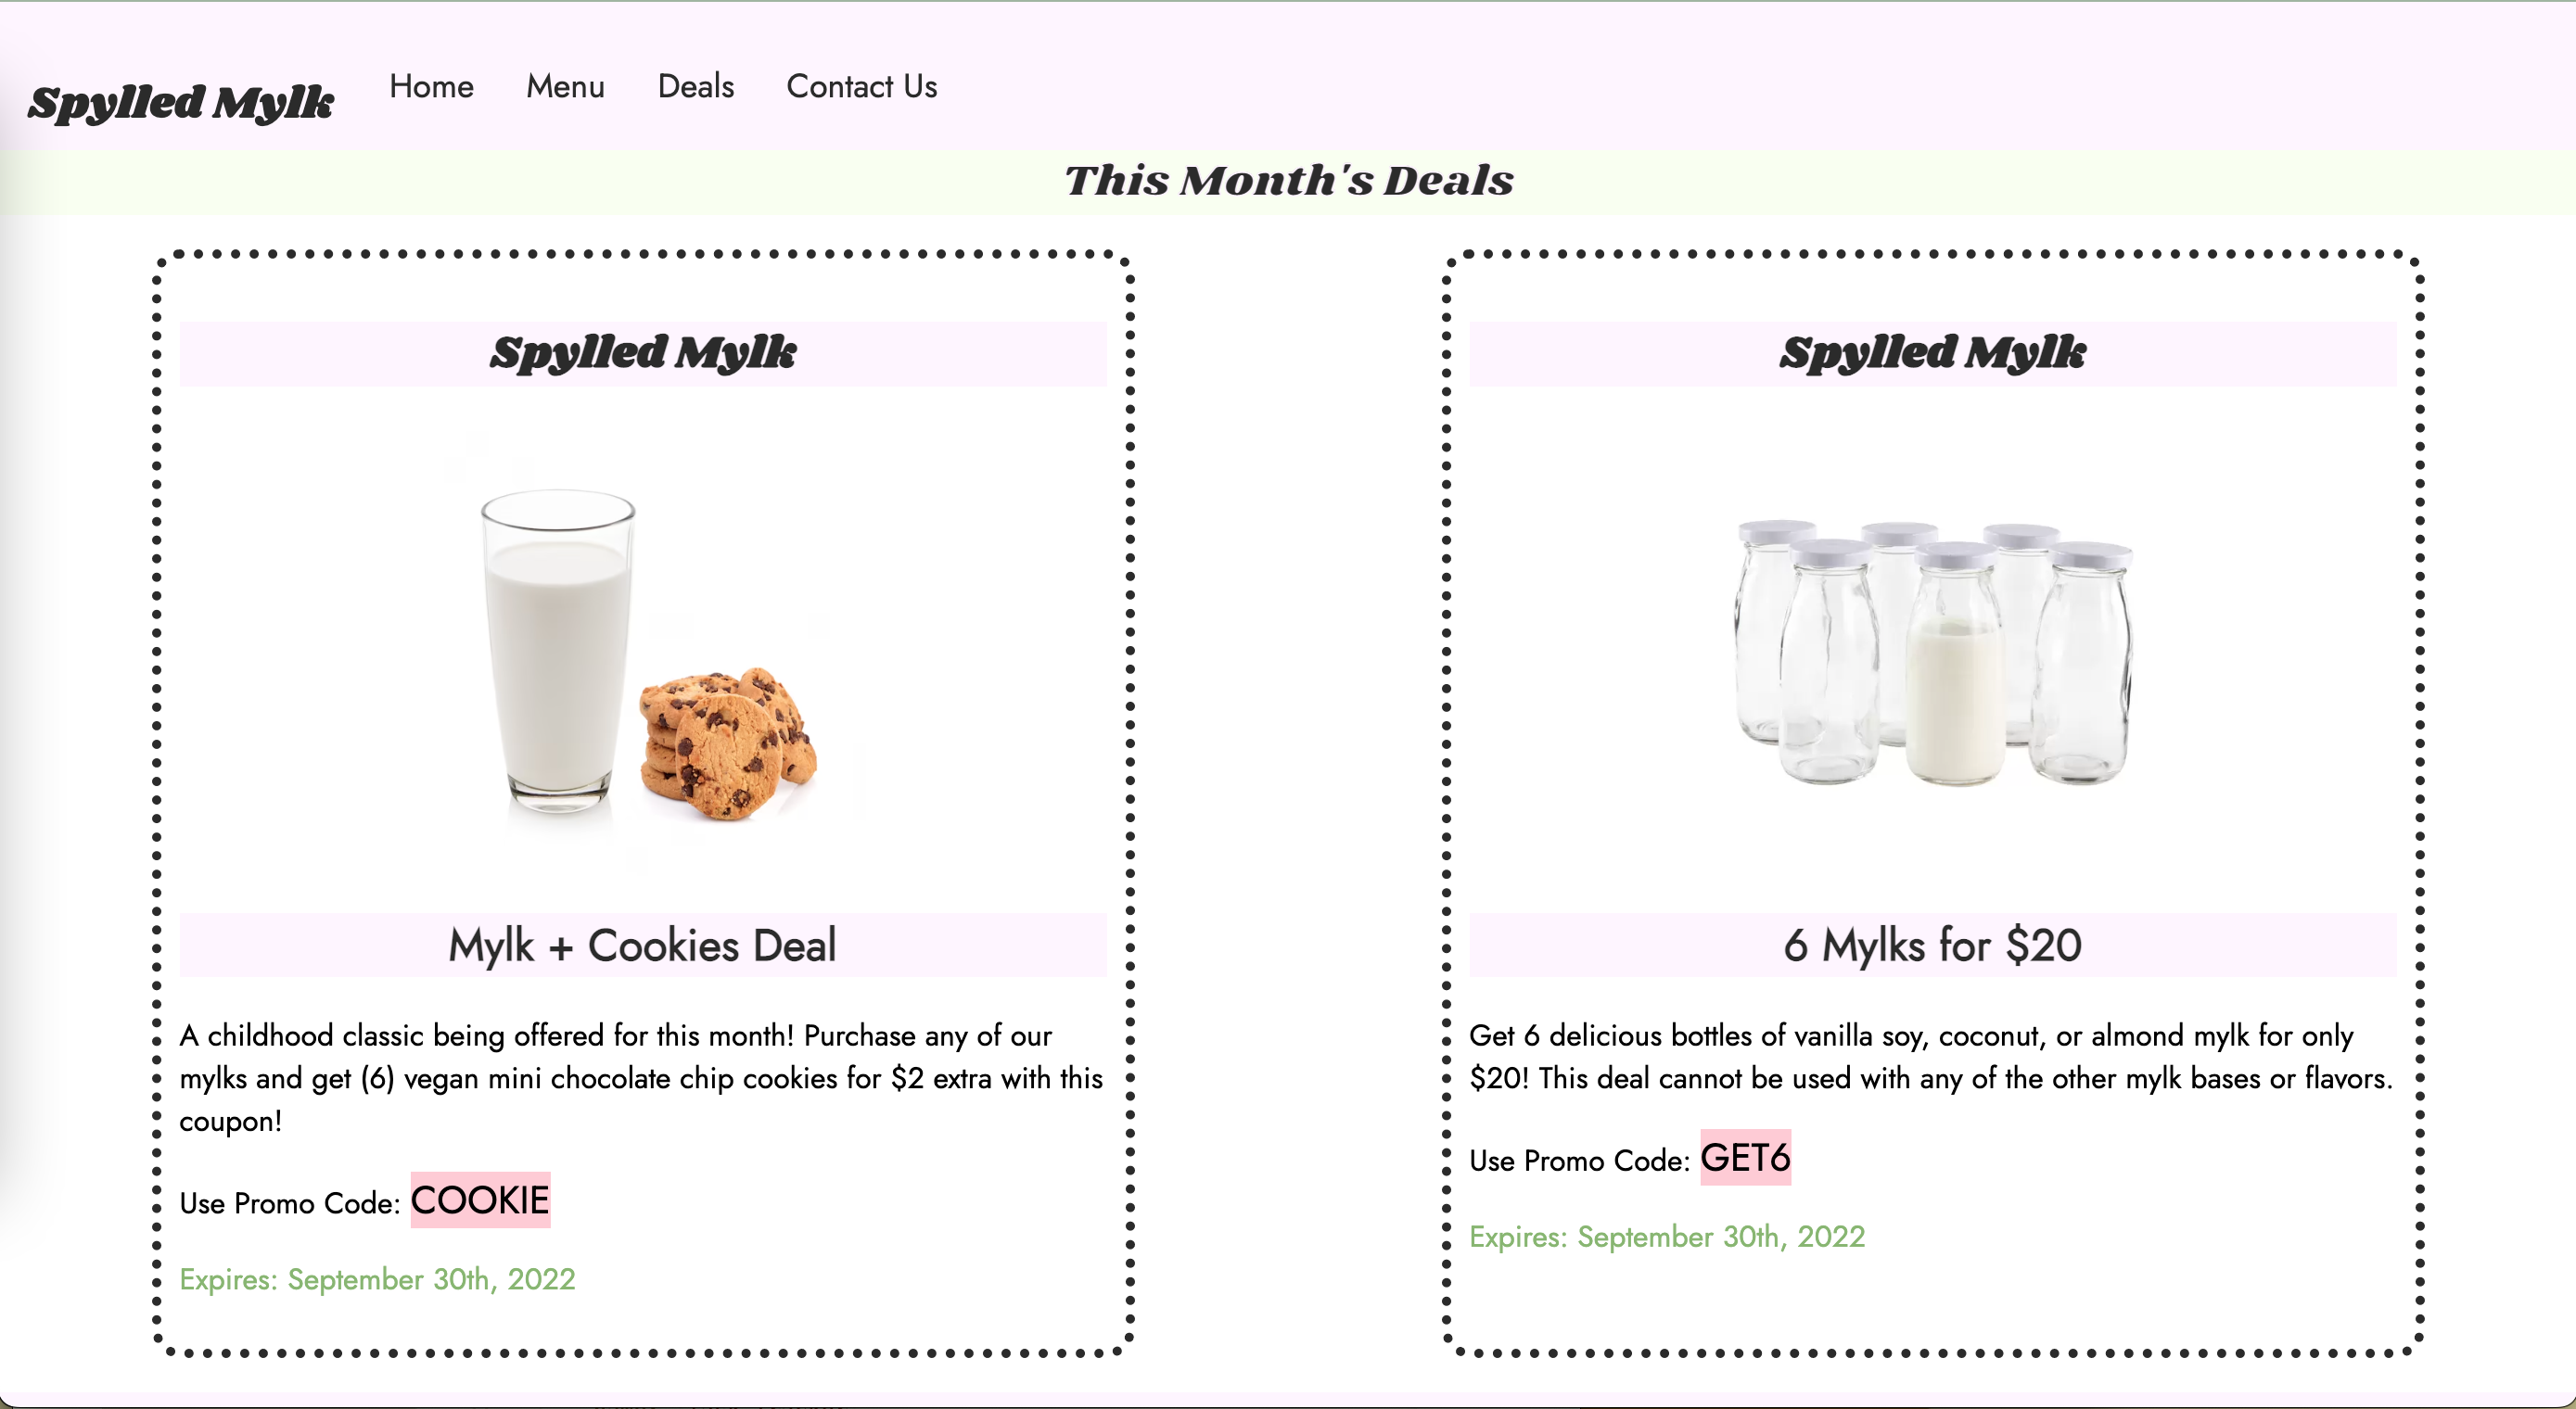 Spylled Mylk Home Menu Deals Contact Us
This Month's Deals
Spylled Mylk
Mylk + Cookies Deal
A childhood classic being offered for this month! Purchase any of our
mylks and get (6) vegan mini chocolate chip cookies for $2 extra with this
coupon!
Use Promo Code: COOKIE
Expires: September 30th, 2022
Spylled Mylk
6 Mylks for $20
Get 6 delicious bottles of vanilla soy, coconut, or almond mylk for only
$20! This deal cannot be used with any of the other mylk bases or flavors.
Use Promo Code: GET6
Expires: September 30th, 2022